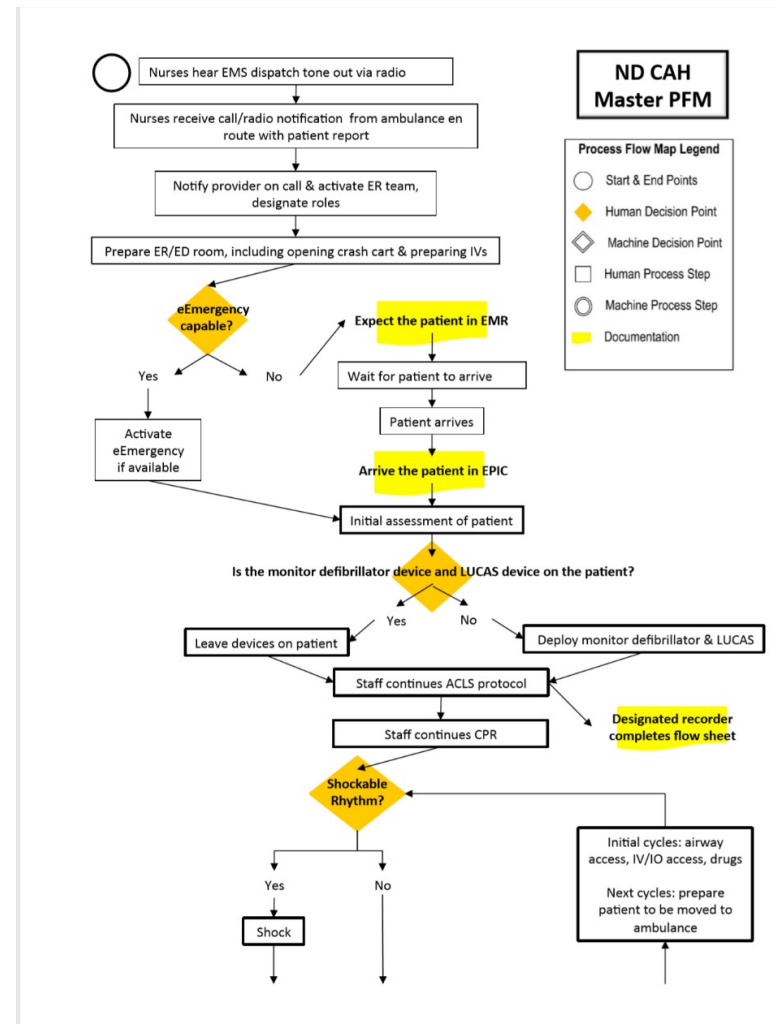 Nurses hear EMS dispatch tone out via radio
ND CAH
Master PFM
Nurses receive call/radio notification from ambulance en
route with patient report
Process Flow Map Legend
Start & End Points
Human Decision Point
Machine Decision Point
Human Process Step
Machine Process Step
Documentation
Notify provider on call & activate ER team,
designate roles
Prepare ER/ED room, including opening crash cart & preparing IVs
eEmergency
capable?
Yes
No
Expect the patient in EMR
Wait for patient to arrive
Patient arrives
Activate
eEmergency
if available
Arrive the patient in EPIC
Initial assessment of patient
Is the monitor defibrillator device and LUCAS device on the patient?
Yes
No
Leave devices on patient
Deploy monitor defibrillator & LUCAS
Staff continues ACLS protocol
Designated recorder
completes flow sheet
Staff continues CPR
Shockable
Rhythm?
Initial cycles: airway
access, IV/IO access, drugs
Next cycles: prepare
patient to be moved to
ambulance
Yes
No
Shock